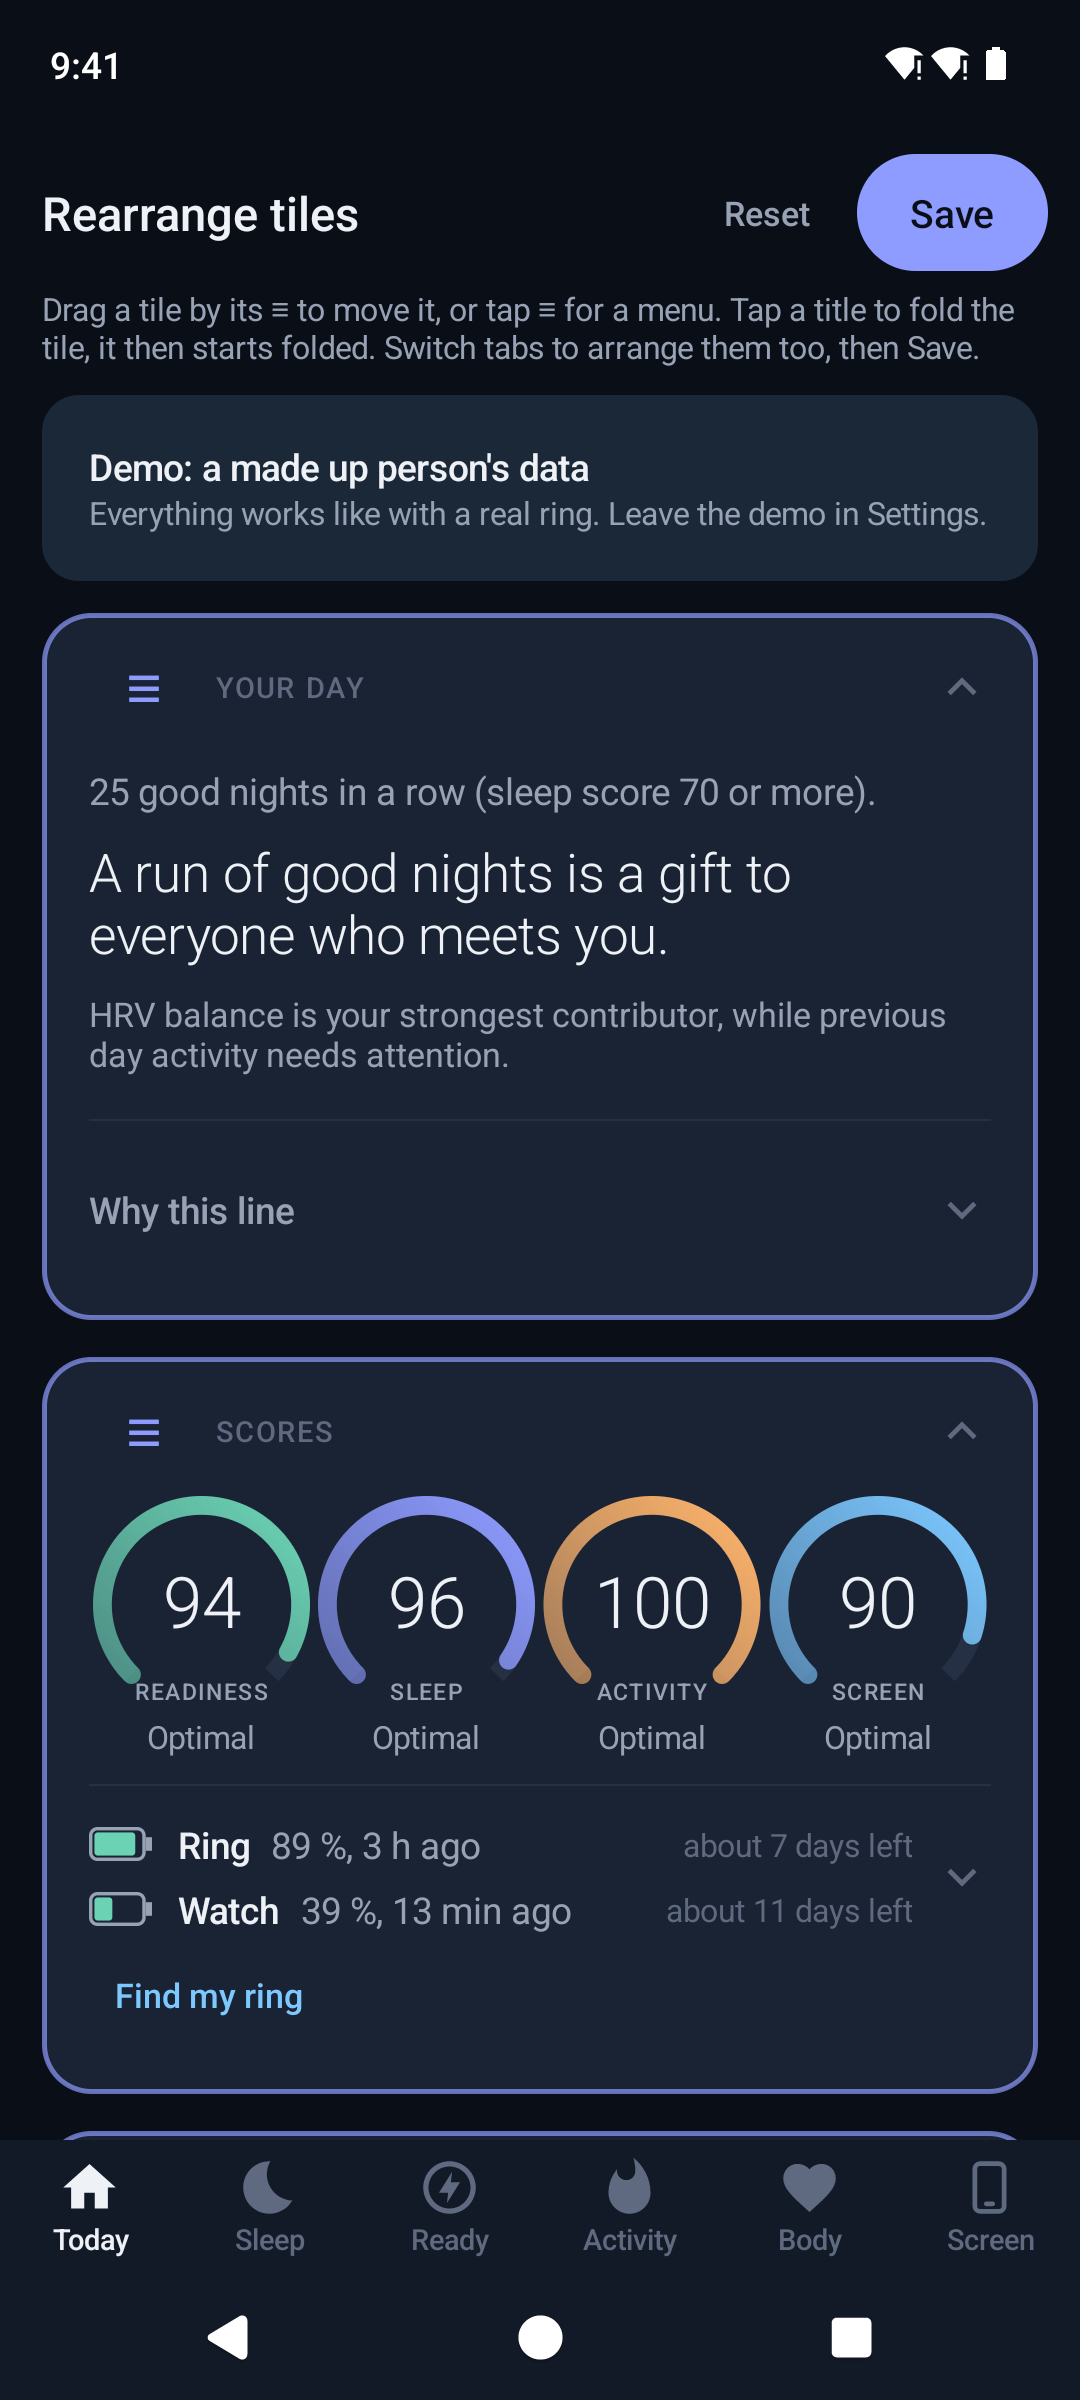 9:41
Rearrange tiles
Reset
Save
Drag a tile by its ≡ to move it, or tap ≡ for a menu. Tap a title to fold the
tile, it then starts folded. Switch tabs to arrange them too, then Save.
Demo: a made up person's data
Everything works like with a real ring. Leave the demo in Settings.
YOUR DAY
25 good nights in a row (sleep score 70 or more).
A run of good nights is a gift to
everyone who meets you.
HRV balance is your strongest contributor, while previous
day activity needs attention.
Why this line
SCORES
94 96 100 90
READINESS SLEEP ACTIVITY SCREEN
Optimal Optimal Optimal Optimal
Ring 89 %, 3 h ago about 7 days left
Watch 39 %, 13 min ago about 11 days left
Find my ring
Today Sleep Ready Activity Body Screen